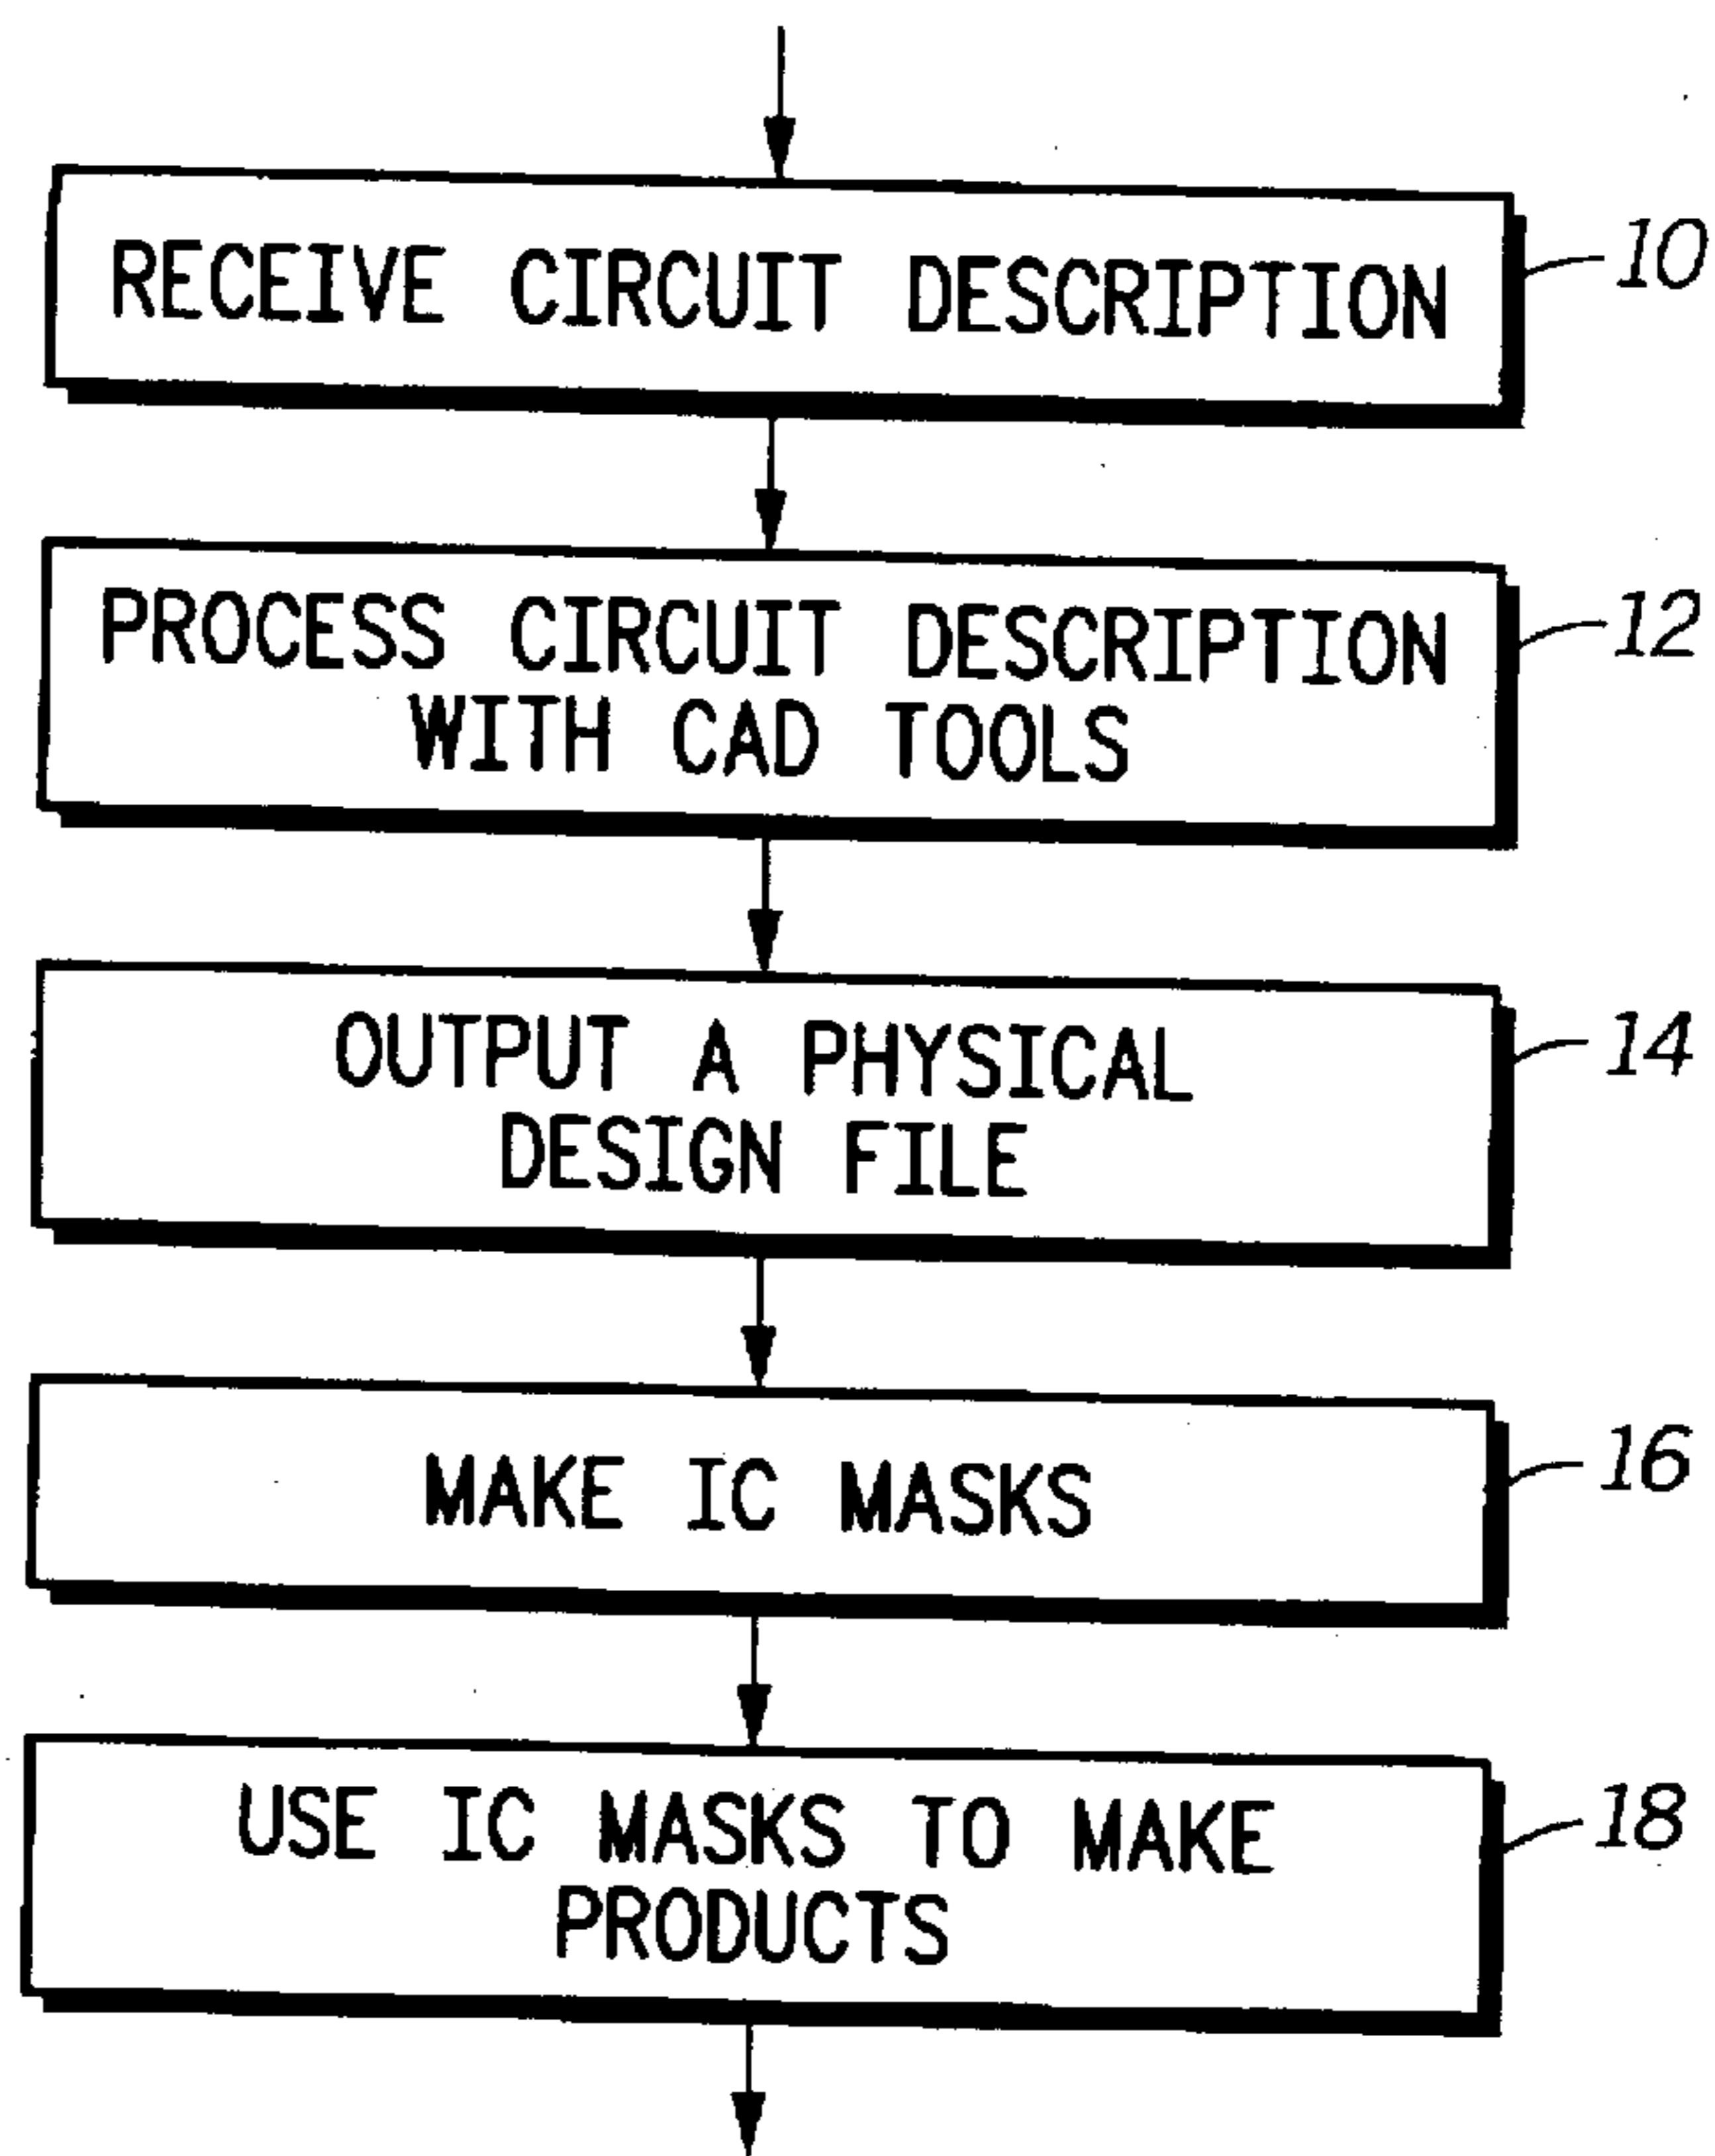 RECEIVE CIRCUIT DESCRIPTION
10
PROCESS CIRCUIT DESCRIPTION
WITH CAD TOOLS
12
OUTPUT A PHYSICAL
DESIGN FILE
14
MAKE IC MASKS
16
USE IC MASKS TO MAKE
PRODUCTS
18